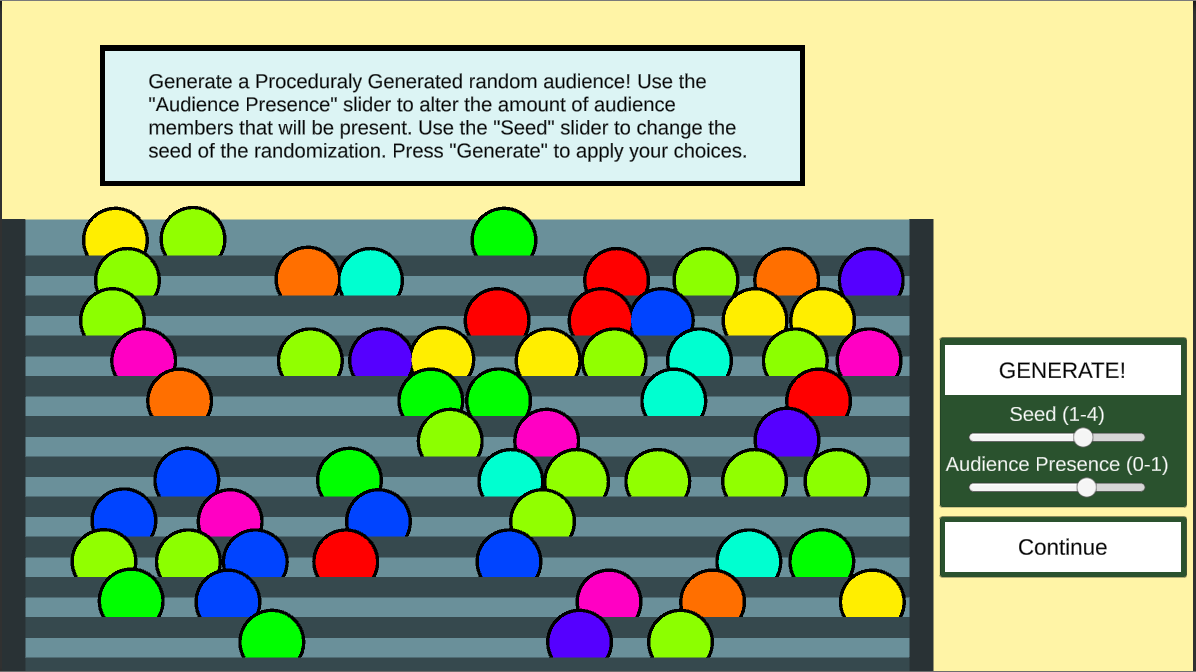 Generate a Proceduraly Generated random audience! Use the
"Audience Presence" slider to alter the amount of audience
members that will be present. Use the "Seed" slider to change the
seed of the randomization. Press "Generate" to apply your choices.
GENERATE!
Seed (1-4)
Audience Presence (0-1)
Continue